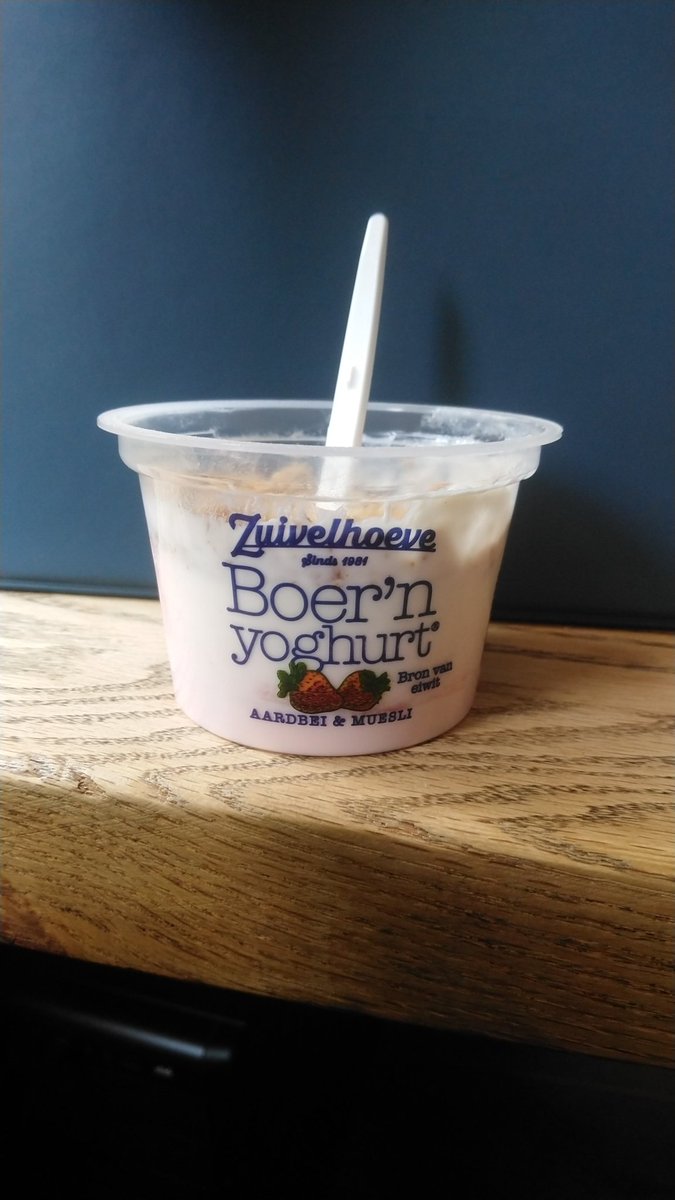 Zuivelhoeve
Sinds 1981
Boer'n
yoghurt®
Bron van
eiwit
AARDBEI & MUESLI